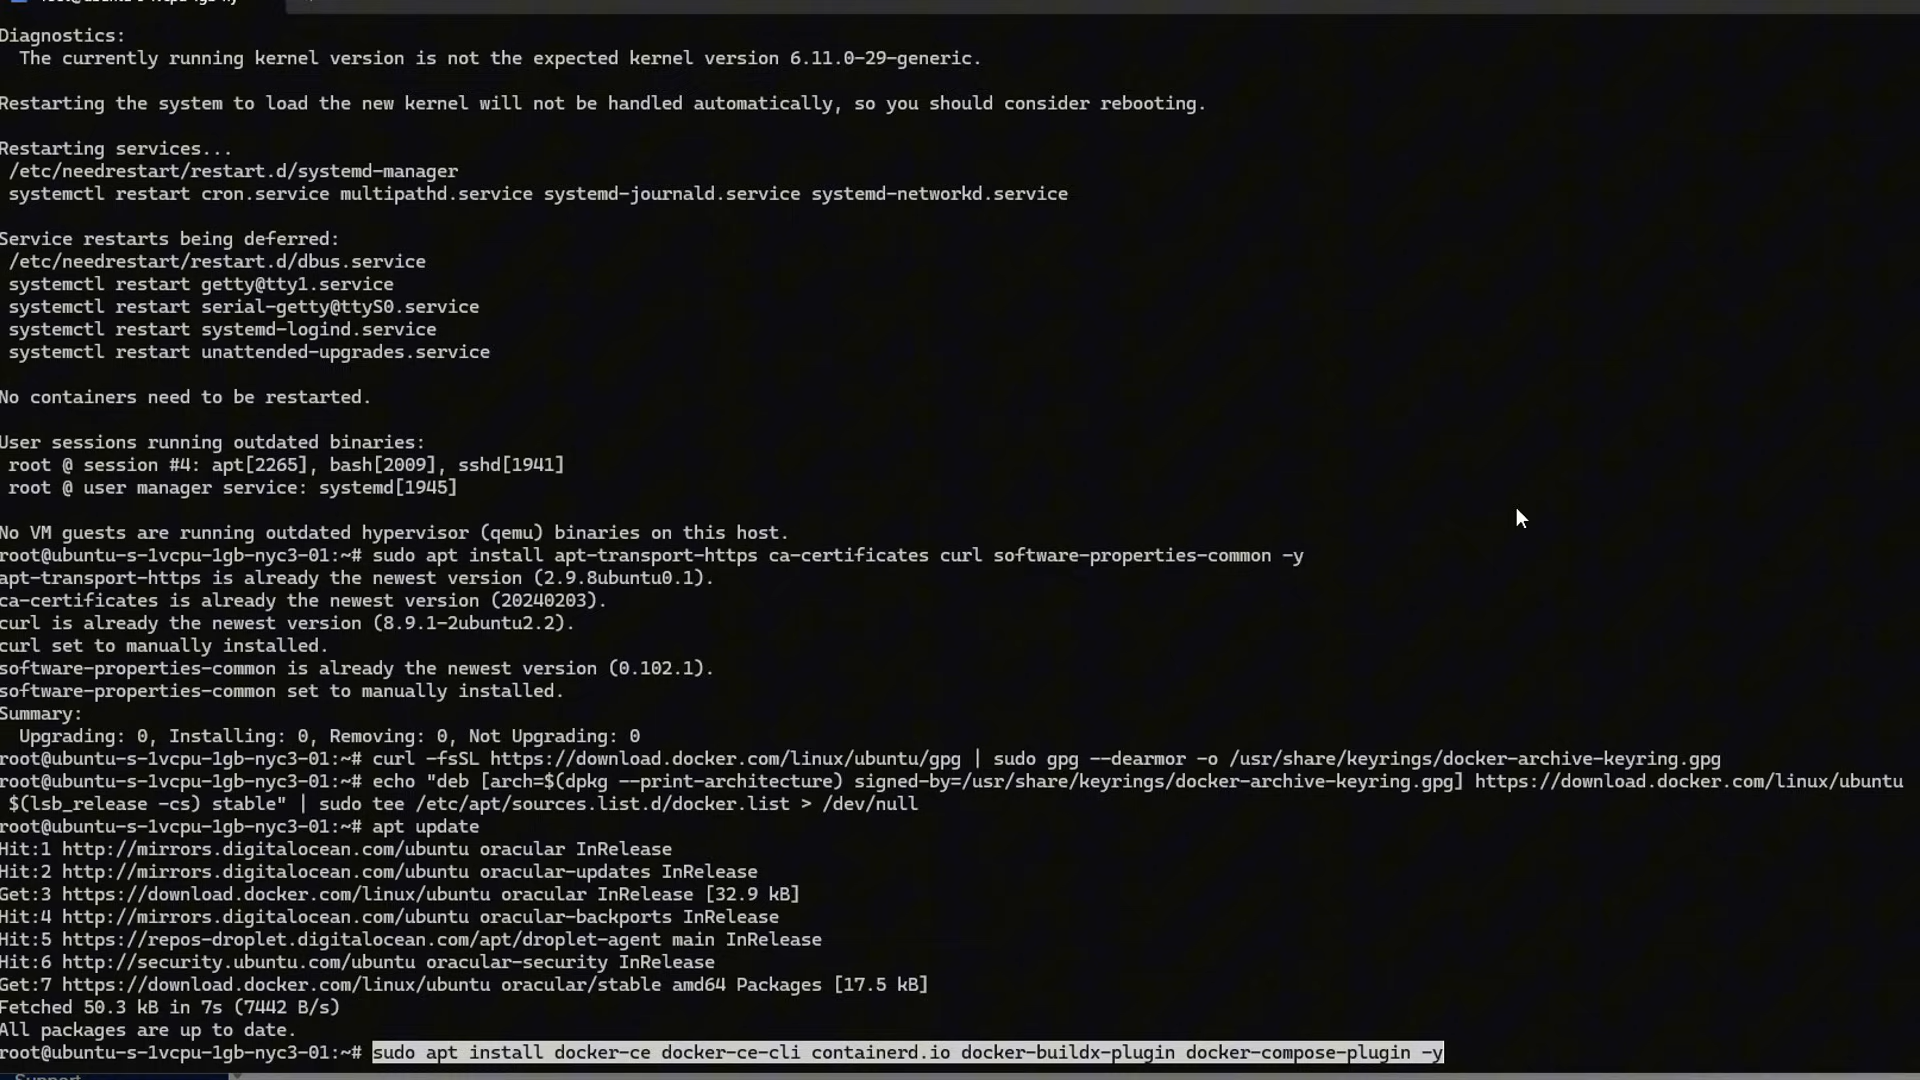 Diagnostics:
The currently running kernel version is not the expected kernel version 6.11.0-29-generic.
Restarting the system to load the new kernel will not be handled automatically, so you should consider rebooting.
Restarting services...
/etc/needrestart/restart.d/systemd-manager
systemctl restart cron.service multipathd.service systemd-journald.service systemd-networkd.service
Service restarts being deferred:
/etc/needrestart/restart.d/dbus.service
systemctl restart getty@tty1.service
systemctl restart serial-getty@ttyS0.service
systemctl restart systemd-logind.service
systemctl restart unattended-upgrades.service
No containers need to be restarted.
User sessions running outdated binaries:
root @ session #4: apt[2265], bash[2009], sshd[1941]
root @ user manager service: systemd[1945]
No VM guests are running outdated hypervisor (qemu) binaries on this host.
root@ubuntu-s-1vcpu-1gb-nyc3-01:~# sudo apt install apt-transport-https ca-certificates curl software-properties-common -y
apt-transport-https is already the newest version (2.9.8ubuntu0.1).
ca-certificates is already the newest version (20240203).
curl is already the newest version (8.9.1-2ubuntu2.2).
curl set to manually installed.
software-properties-common is already the newest version (0.102.1).
software-properties-common set to manually installed.
Summary:
Upgrading: 0, Installing: 0, Removing: 0, Not Upgrading: 0
root@ubuntu-s-1vcpu-1gb-nyc3-01:~# curl -fsSL https://download.docker.com/linux/ubuntu/gpg | sudo gpg --dearmor -o /usr/share/keyrings/docker-archive-keyring.gpg
root@ubuntu-s-1vcpu-1gb-nyc3-01:~# echo "deb [arch=$(dpkg --print-architecture) signed-by=/usr/share/keyrings/docker-archive-keyring.gpg] https://download.docker.com/linux/ubuntu
$(lsb_release -cs) stable" | sudo tee /etc/apt/sources.list.d/docker.list > /dev/null
root@ubuntu-s-1vcpu-1gb-nyc3-01:~# apt update
Hit:1 http://mirrors.digitalocean.com/ubuntu oracular InRelease
Hit:2 http://mirrors.digitalocean.com/ubuntu oracular-updates InRelease
Get:3 https://download.docker.com/linux/ubuntu oracular InRelease [32.9 kB]
Hit:4 http://mirrors.digitalocean.com/ubuntu oracular-backports InRelease
Hit:5 https://repos-droplet.digitalocean.com/apt/droplet-agent main InRelease
Hit:6 http://security.ubuntu.com/ubuntu oracular-security InRelease
Get:7 https://download.docker.com/linux/ubuntu oracular/stable amd64 Packages [17.5 kB]
Fetched 50.3 kB in 7s (7442 B/s)
All packages are up to date.
root@ubuntu-s-1vcpu-1gb-nyc3-01:~# sudo apt install docker-ce docker-ce-cli containerd.io docker-buildx-plugin docker-compose-plugin -y